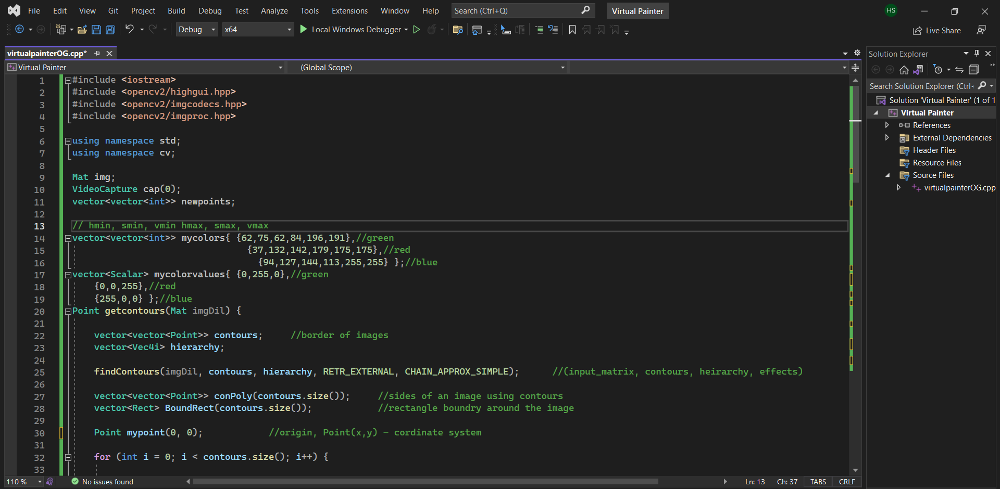 File Edit View Git Project Build Debug Test Analyze Tools Extensions Window Help Search (Ctrl+Q) Virtual Painter HS
Debug x64 Local Windows Debugger Live Share
virtualpainterOG.cpp*
Virtual Painter (Global Scope)
1 #include <iostream>
2 #include <opencv2/highgui.hpp>
3 #include <opencv2/imgcodecs.hpp>
4 #include <opencv2/imgproc.hpp>
5
6 using namespace std;
7 using namespace cv;
8
9 Mat img;
10 VideoCapture cap(0);
11 vector<vector<int>> newpoints;
12
13 // hmin, smin, vmin hmax, smax, vmax
14 vector<vector<int>> mycolors{ {62,75,62,84,196,191},//green
15 {37,132,142,179,175,175},//red
16 {94,127,144,113,255,255} };//blue
17 vector<Scalar> mycolorvalues{ {0,255,0},//green
18 {0,0,255},//red
19 {255,0,0} };//blue
20 Point getcontours(Mat imgDil) {
21
22 vector<vector<Point>> contours; //border of images
23 vector<Vec4i> hierarchy;
24
25 findContours(imgDil, contours, hierarchy, RETR_EXTERNAL, CHAIN_APPROX_SIMPLE); //(input_matrix, contours, heirarchy, effects)
26
27 vector<vector<Point>> conPoly(contours.size()); //sides of an image using contours
28 vector<Rect> BoundRect(contours.size()); //rectangle boundry around the image
29
30 Point mypoint(0, 0); //origin, Point(x,y) - cordinate system
31
32 for (int i = 0; i < contours.size(); i++) {
33
110 % No issues found Ln: 13 Ch: 37 TABS CRLF
Solution Explorer
Search Solution Explorer (Ctrl+
Solution 'Virtual Painter' (1 of 1
Virtual Painter
References
External Dependencies
Header Files
Resource Files
Source Files
virtualpainterOG.cpp